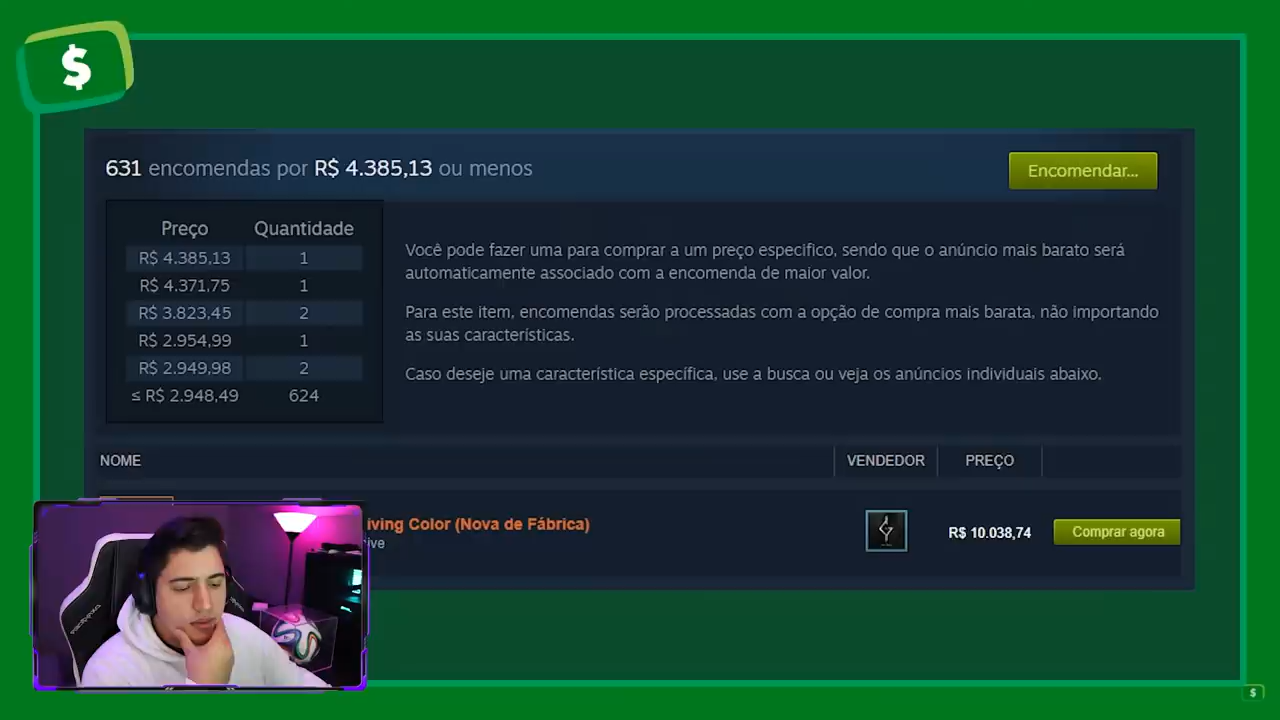 $
631 encomendas por R$ 4.385,13 ou menos
Encomendar...
Preço Quantidade
R$ 4.385,13 1
R$ 4.371,75 1
R$ 3.823,45 2
R$ 2.954,99 1
R$ 2.949,98 2
≤ R$ 2.948,49 624
Você pode fazer uma para comprar a um preço especifico, sendo que o anúncio mais barato será
automaticamente associado com a encomenda de maior valor.
Para este item, encomendas serão processadas com a opção de compra mais barata, não importando
as suas características.
Caso deseje uma característica específica, use a busca ou veja os anúncios individuais abaixo.
NOME VENDEDOR PREÇO
iving Color (Nova de Fábrica)
ive
R$ 10.038,74 Comprar agora
$